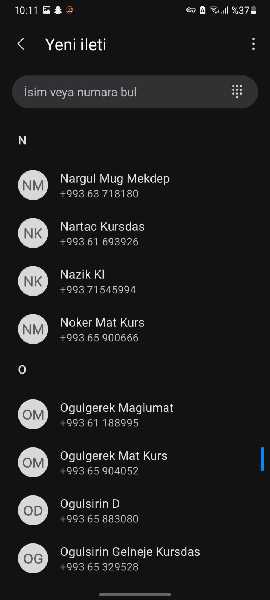 10:11 %37
Yeni ileti
İsim veya numara bul
N
NM Nargul Mug Mekdep
+993 63 718180
NK Nartac Kursdas
+993 61 693926
NK Nazik Kl
+993 71545994
NM Noker Mat Kurs
+993 65 900666
O
OM Ogulgerek Maglumat
+993 61 188995
OM Ogulgerek Mat Kurs
+993 65 904052
OD Ogulsirin D
+993 65 883080
OG Ogulsirin Gelneje Kursdas
+993 65 329528